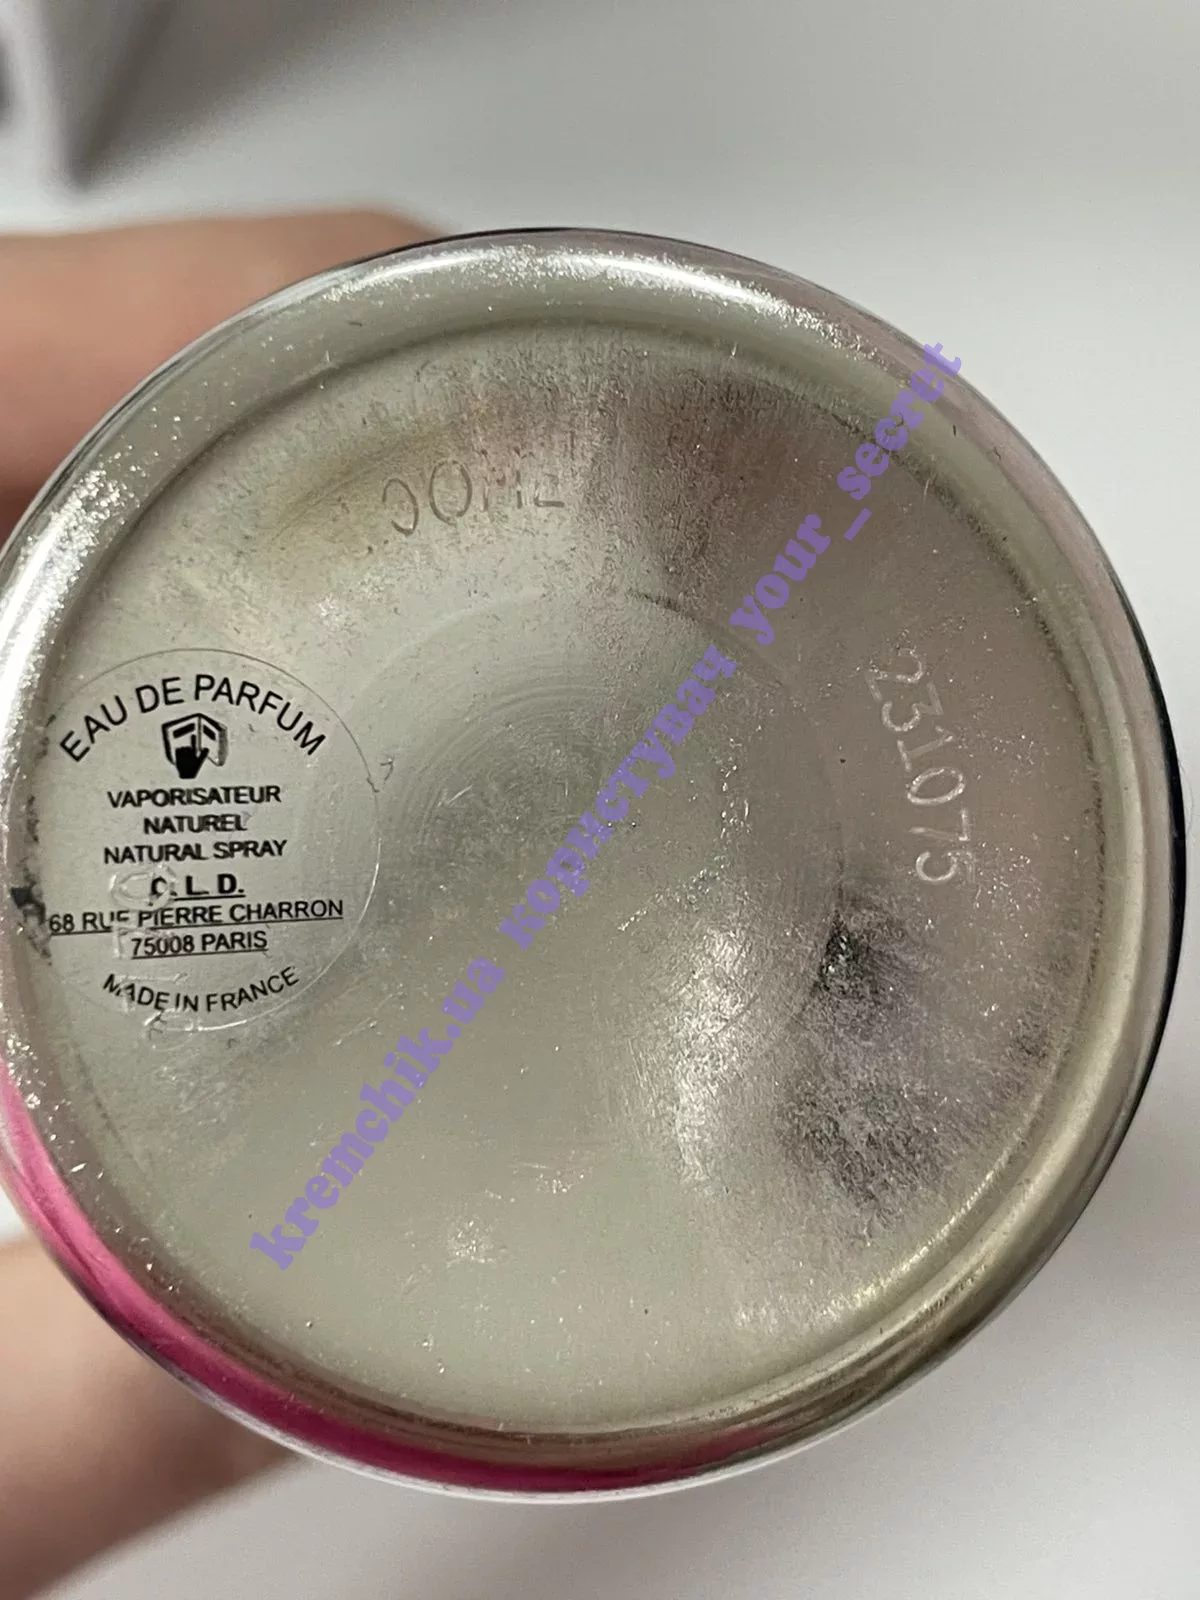 EAU DE PARFUM
VAPORISATEUR
NATUREL
NATURAL SPRAY
O. L. D.
68 RUE PIERRE CHARRON
75008 PARIS
MADE IN FRANCE
231075
kremchik.ua користувач your_secret